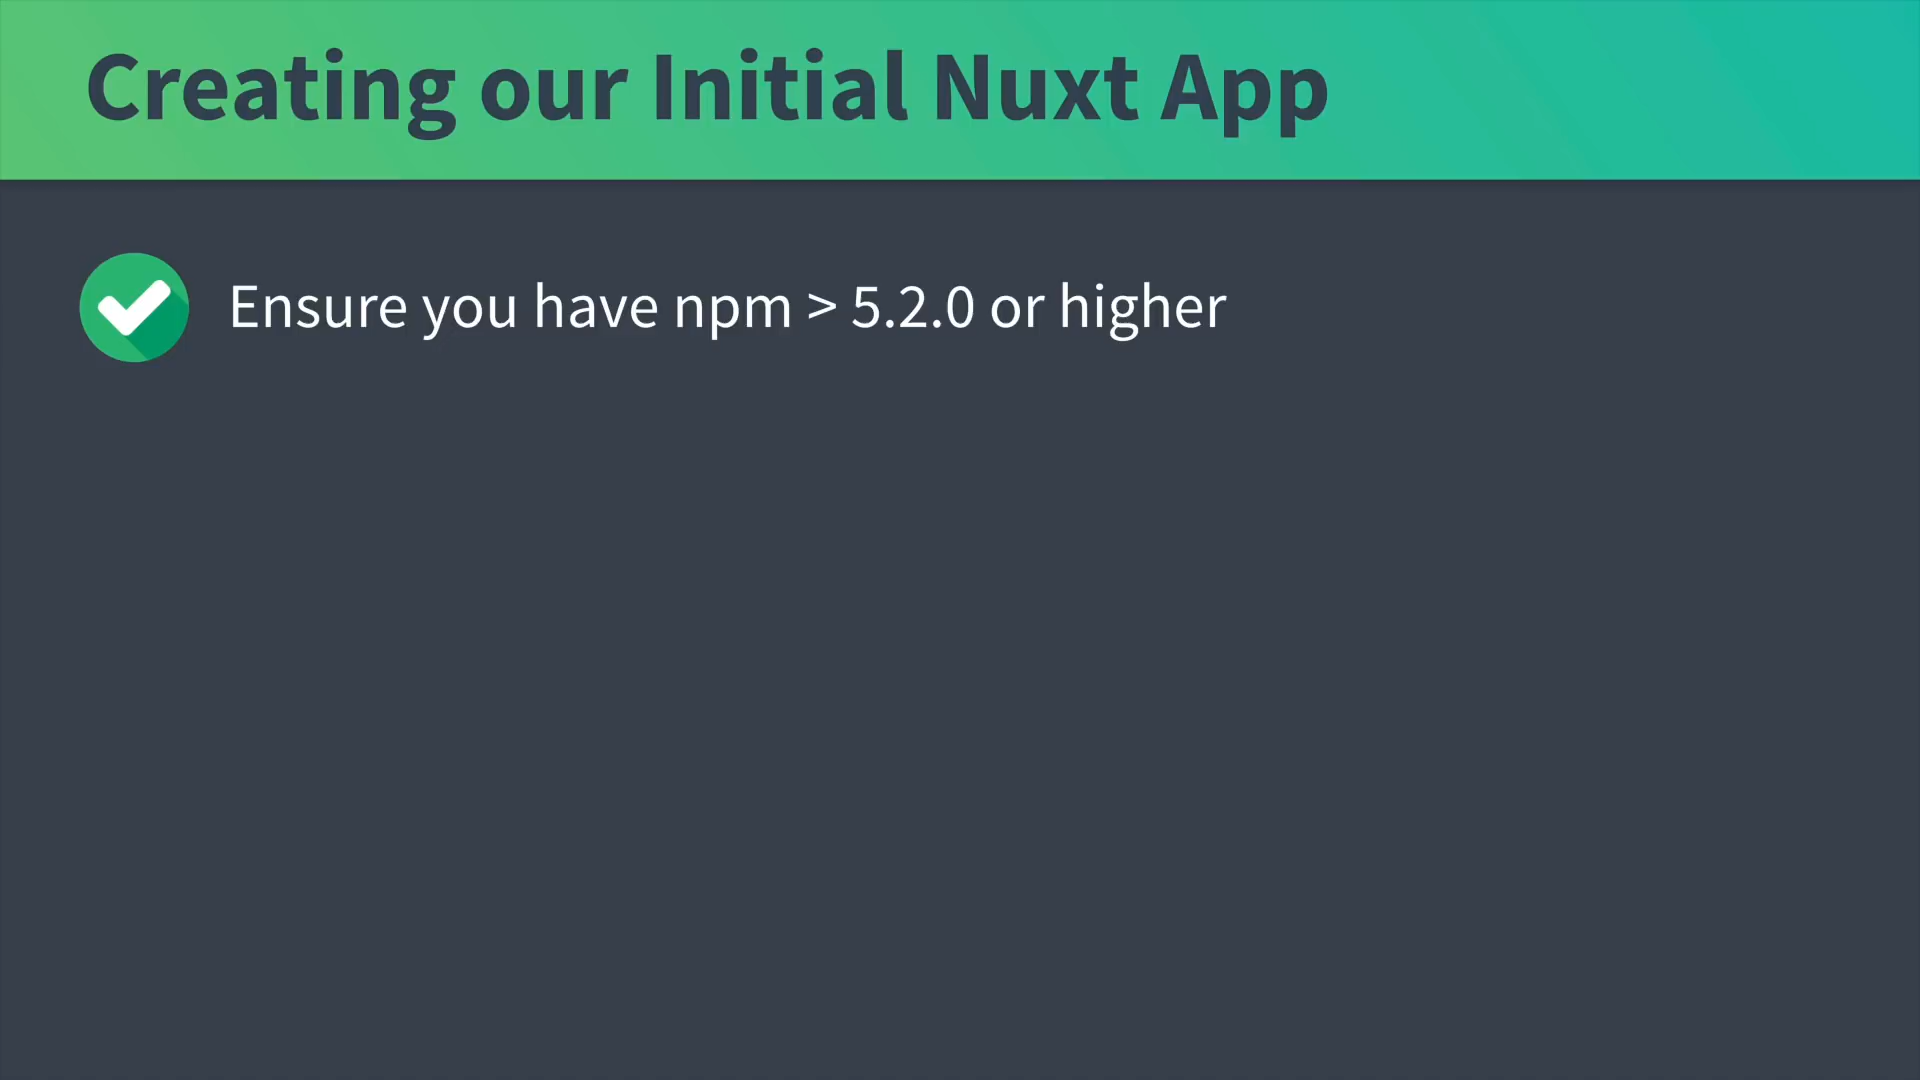 Creating our Initial Nuxt App
Ensure you have npm > 5.2.0 or higher